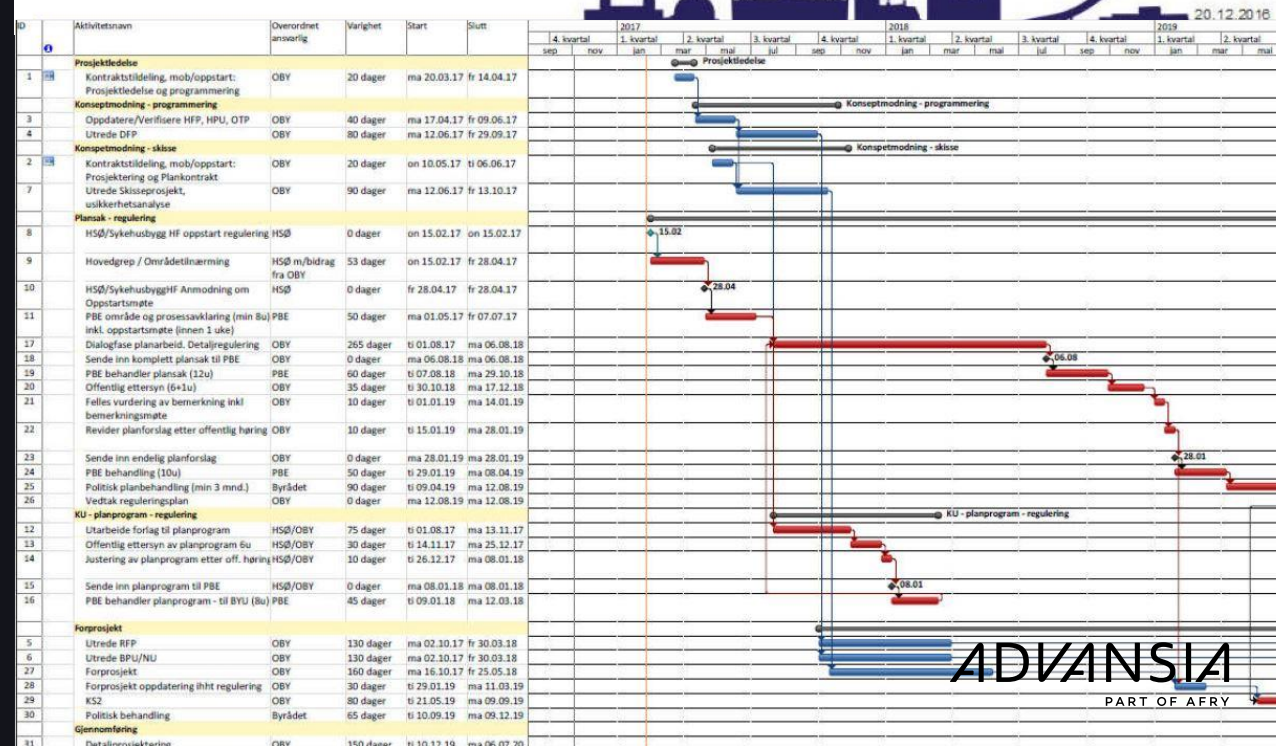 20.12.2016
ID Aktivitetsnavn Overordnet ansvarlig Varighet Start Slutt
2017 2018 2019
4. kvartal 1. kvartal 2. kvartal 3. kvartal 4. kvartal 1. kvartal 2. kvartal 3. kvartal 4. kvartal 1. kvartal 2. kvartal
sep nov jan mar mai jul sep nov jan mar mai jul sep nov jan mar mai
Prosjektledelse Prosjektledelse
1 Kontraktstildeling, mob/oppstart: OBY 20 dager ma 20.03.17 fr 14.04.17
Prosjektledelse og programmering
Konseptmodning - programmering Konseptmodning - programmering
3 Oppdatere/Verifisere HFP, HPU, OTP OBY 40 dager ma 17.04.17 fr 09.06.17
4 Utrede DFP OBY 80 dager ma 12.06.17 fr 29.09.17
Konspetmodning - skisse Konspetmodning - skisse
2 Kontraktstildeling, mob/oppstart: OBY 20 dager on 10.05.17 ti 06.06.17
Prosjektering og Plankontrakt
7 Utrede Skisseprosjekt, OBY 90 dager ma 12.06.17 fr 13.10.17
usikkerhetsanalyse
Plansak - regulering
8 HSØ/Sykehusbygg HF oppstart regulering HSØ 0 dager on 15.02.17 on 15.02.17 15.02
9 Hovedgrep / Områdetilnærming HSØ m/bidrag 53 dager on 15.02.17 fr 28.04.17
fra OBY
10 HSØ/SykehusbyggHF Anmodning om HSØ 0 dager fr 28.04.17 fr 28.04.17 28.04
Oppstartsmøte
11 PBE område og prosessavklaring (min 8u) PBE 50 dager ma 01.05.17 fr 07.07.17
inkl. oppstartsmøte (innen 1 uke)
17 Dialogfase planarbeid. Detaljregulering OBY 265 dager ti 01.08.17 ma 06.08.18
18 Sende inn komplett plansak til PBE OBY 0 dager ma 06.08.18 ma 06.08.18 06.08
19 PBE behandler plansak (12u) PBE 60 dager ti 07.08.18 ma 29.10.18
20 Offentlig ettersyn (6+1u) OBY 35 dager ti 30.10.18 ma 17.12.18
21 Felles vurdering av bemerkning inkl OBY 10 dager ti 01.01.19 ma 14.01.19
bemerkningsmøte
22 Revider planforslag etter offentlig høring OBY 10 dager ti 15.01.19 ma 28.01.19
23 Sende inn endelig planforslag OBY 0 dager ma 28.01.19 ma 28.01.19 28.01
24 PBE behandling (10u) PBE 50 dager ti 29.01.19 ma 08.04.19
25 Politisk planbehandling (min 3 mnd.) Byrådet 90 dager ti 09.04.19 ma 12.08.19
26 Vedtak reguleringsplan OBY 0 dager ma 12.08.19 ma 12.08.19
KU - planprogram - regulering KU - planprogram - regulering
12 Utarbeide forlag til planprogram HSØ/OBY 75 dager ti 01.08.17 ma 13.11.17
13 Offentlig ettersyn av planprogram 6u HSØ/OBY 30 dager ti 14.11.17 ma 25.12.17
14 Justering av planprogram etter off. høring HSØ/OBY 10 dager ti 26.12.17 ma 08.01.18
15 Sende inn planprogram til PBE HSØ/OBY 0 dager ma 08.01.18 ma 08.01.18 08.01
16 PBE behandler planprogram - til BYU (8u) PBE 45 dager ti 09.01.18 ma 12.03.18
Forprosjekt
5 Utrede RFP OBY 130 dager ma 02.10.17 fr 30.03.18
6 Utrede BPU/NU OBY 130 dager ma 02.10.17 fr 30.03.18
27 Forprosjekt OBY 160 dager ma 16.10.17 fr 25.05.18
28 Forprosjekt oppdatering ihht regulering OBY 30 dager ti 29.01.19 ma 11.03.19
29 KS2 OBY 80 dager ti 21.05.19 ma 09.09.19
30 Politisk behandling Byrådet 65 dager ti 10.09.19 ma 09.12.19
Gjennomføring
31 Detaljprosjektering OBY 150 dager ti 10.12.19 ma 06.07.20
ADVANSIA
PART OF AFRY